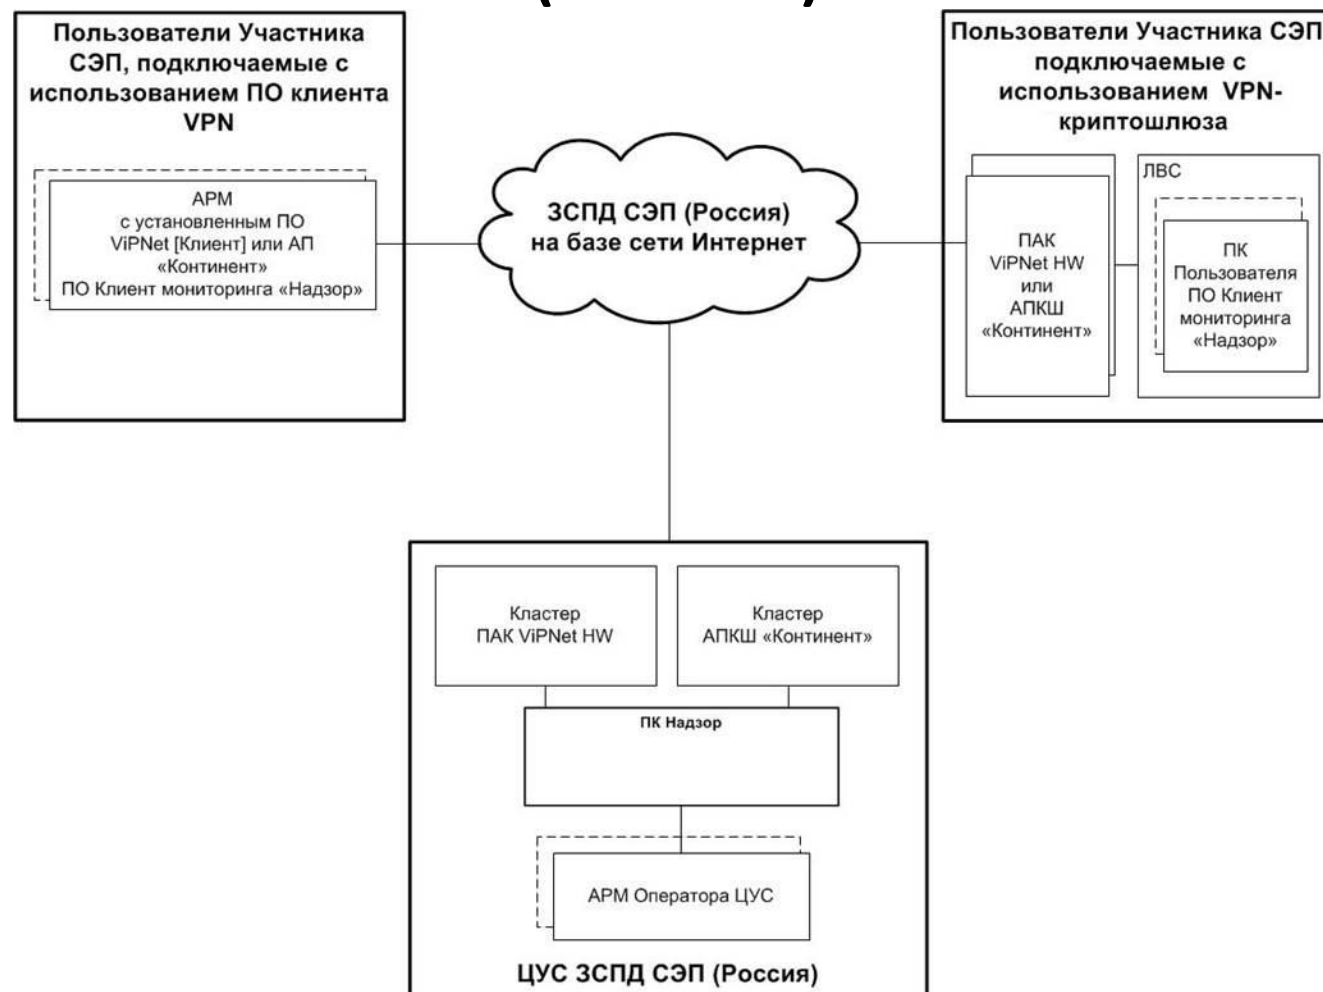 Пользователи Участника
СЭП, подключаемые с
использованием ПО клиента
VPN
АРМ
с установленным ПО
ViPNet [Клиент] или АП
«Континент»
ПО Клиент мониторинга «Надзор»
ЗСПД СЭП (Россия)
на базе сети Интернет
Пользователи Участника СЭП
подключаемые с
использованием VPN-
криптошлюза
ПАК
ViPNet HW
или
АПКШ
«Континент»
ЛВС
ПК
Пользователя
ПО Клиент
мониторинга
«Надзор»
Кластер
ПАК ViPNet HW
Кластер
АПКШ «Континент»
ПК Надзор
АРМ Оператора ЦУС
ЦУС ЗСПД СЭП (Россия)